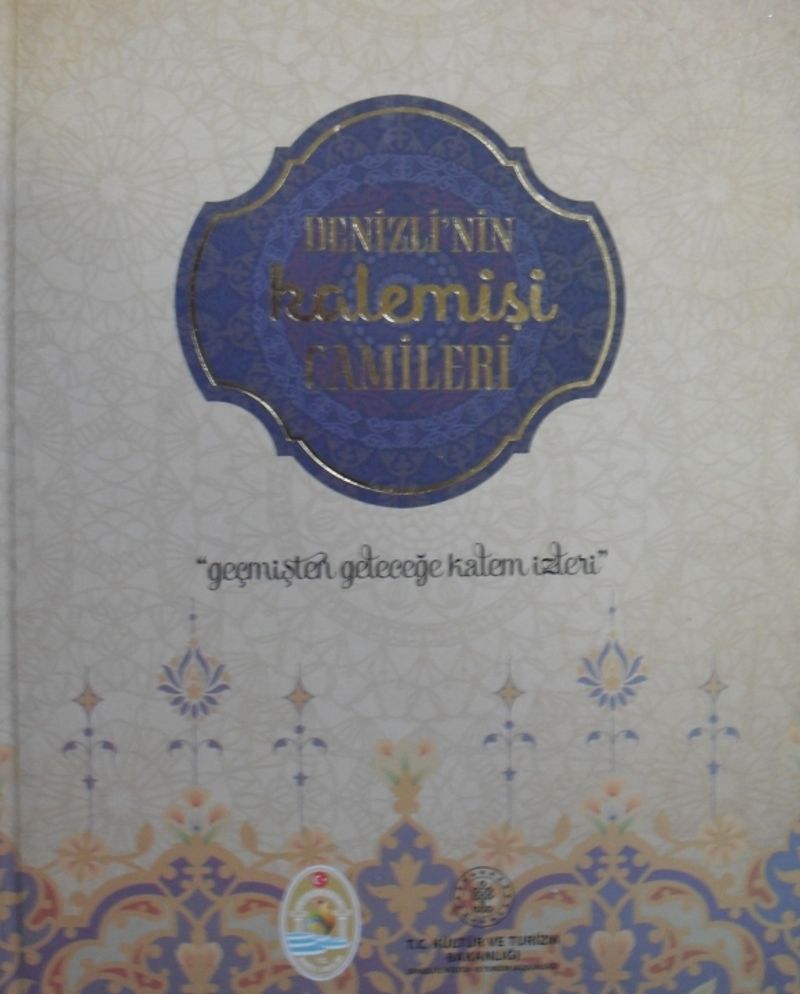 DENİZLİ'NİN
kalemişi
CAMİLERİ
“geçmişten geleceğe kalem izleri”
T.C. KÜLTÜR VE TURİZM
BAKANLIĞI